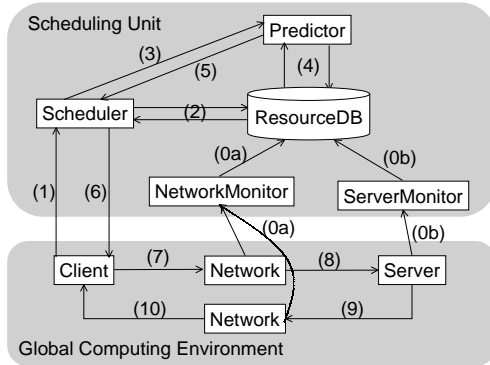 Scheduling Unit
Predictor
(3)
(5)
(4)
Scheduler
(2)
ResourceDB
(0a)
(0b)
(1)
(6)
NetworkMonitor
ServerMonitor
(0a)
(0b)
Client
(7)
Network
(8)
Server
(10)
Network
(9)
Global Computing Environment